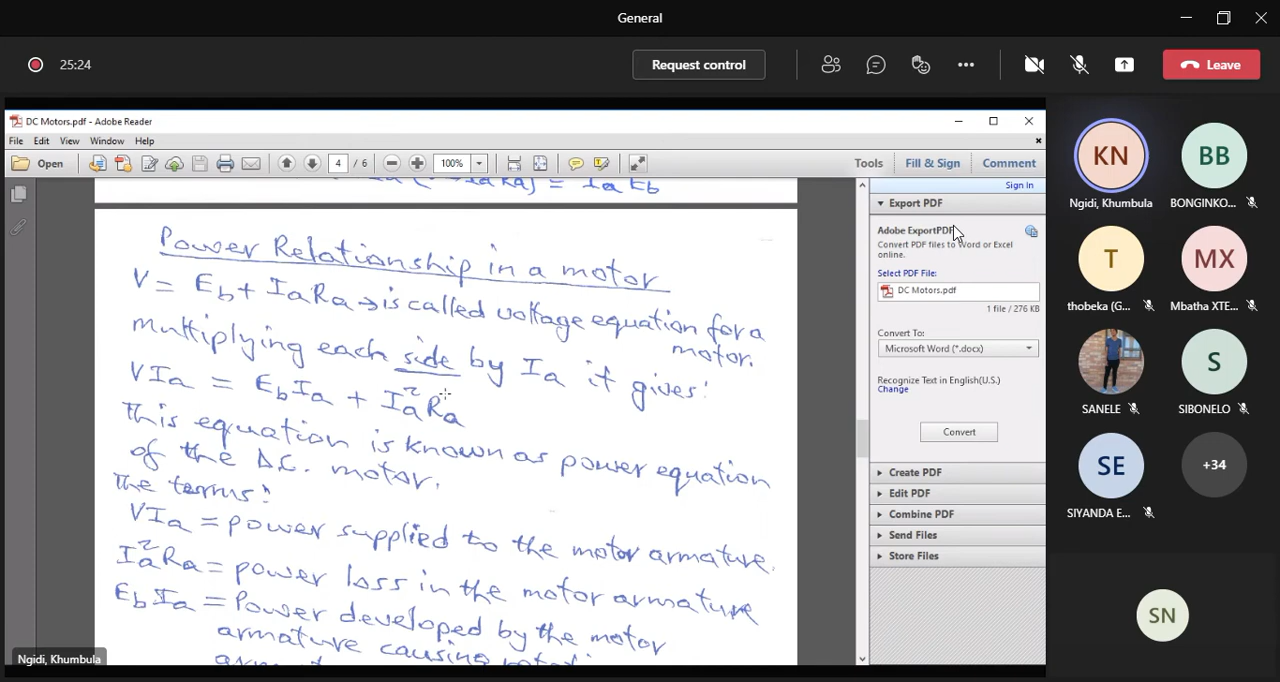 General
25:24
Request control
Leave
DC Motors.pdf - Adobe Reader
File Edit View Window Help
Open
4 / 6
100%
Tools
Fill & Sign
Comment
Sign In
Export PDF
Adobe ExportPDF
Convert PDF files to Word or Excel
online.
Select PDF File:
DC Motors.pdf
1 file / 276 KB
Convert To:
Microsoft Word (*.docx)
Recognize Text in English(U.S.)
Change
Convert
Create PDF
Edit PDF
Combine PDF
Send Files
Store Files
= Ia Eb
Power Relationship in a motor
V = Eb + IaRa → is called voltage equation for a
motor.
Multiplying each side by Ia it gives:
VIa = EbIa + Ia²Ra
This equation is known as power equation
of the D.C. motor.
The terms:
VIa = power supplied to the motor armature.
Ia²Ra = power loss in the motor armature
EbIa = Power developed by the motor
armature causing
Ngidi, Khumbula
KN
Ngidi, Khumbula
BB
BONGINKO...
T
thobeka (G...
MX
Mbatha XTE...
SANELE
S
SIBONELO
SE
SIYANDA E...
+34
SN